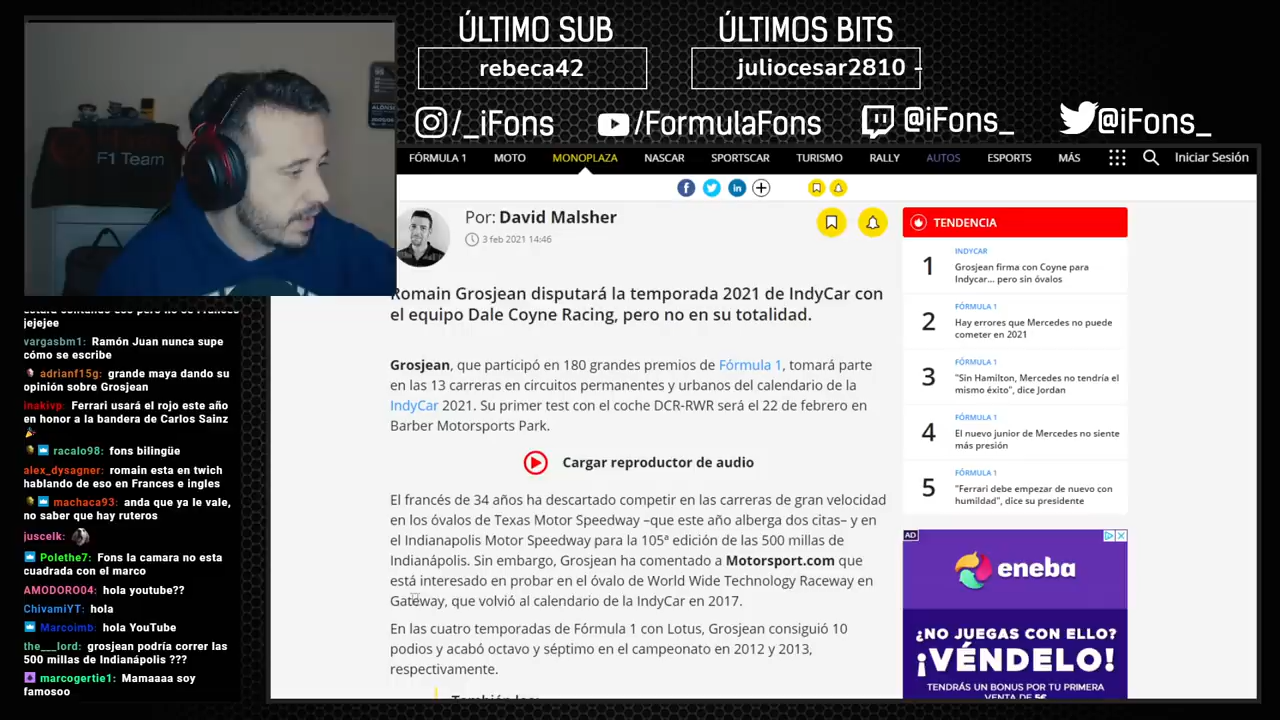 ÚLTIMO SUB
rebeca42
ÚLTIMOS BITS
juliocesar2810 -
/_iFons
/FormulaFons
@iFons_
@iFons_
F1 Team
FÓRMULA 1
MOTO
MONOPLAZA
NASCAR
SPORTSCAR
TURISMO
RALLY
AUTOS
ESPORTS
MÁS
Iniciar Sesión
Por: David Malsher
3 feb 2021 14:46
Romain Grosjean disputará la temporada 2021 de IndyCar con
el equipo Dale Coyne Racing, pero no en su totalidad.
Grosjean, que participó en 180 grandes premios de Fórmula 1, tomará parte
en las 13 carreras en circuitos permanentes y urbanos del calendario de la
IndyCar 2021. Su primer test con el coche DCR-RWR será el 22 de febrero en
Barber Motorsports Park.
Cargar reproductor de audio
El francés de 34 años ha descartado competir en las carreras de gran velocidad
en los óvalos de Texas Motor Speedway –que este año alberga dos citas– y en
el Indianapolis Motor Speedway para la 105ª edición de las 500 millas de
Indianápolis. Sin embargo, Grosjean ha comentado a Motorsport.com que
está interesado en probar en el óvalo de World Wide Technology Raceway en
Gateway, que volvió al calendario de la IndyCar en 2017.
En las cuatro temporadas de Fórmula 1 con Lotus, Grosjean consiguió 10
podios y acabó octavo y séptimo en el campeonato en 2012 y 2013,
respectivamente.
TENDENCIA
1
INDYCAR
Grosjean firma con Coyne para
Indycar... pero sin óvalos
2
FÓRMULA 1
Hay errores que Mercedes no puede
cometer en 2021
3
FÓRMULA 1
"Sin Hamilton, Mercedes no tendría el
mismo éxito", dice Jordan
4
FÓRMULA 1
El nuevo junior de Mercedes no siente
más presión
5
FÓRMULA 1
"Ferrari debe empezar de nuevo con
humildad", dice su presidente
AD
eneba
¿NO JUEGAS CON ELLO?
¡VÉNDELO!
TENDRÁS UN BONUS POR TU PRIMERA
VENTA DE 5€
jejejee
vargasbm1: Ramón Juan nunca supe
cómo se escribe
adrianf15g: grande maya dando su
opinión sobre Grosjean
inakivp: Ferrari usará el rojo este año
en honor a la bandera de Carlos Sainz
racalo98: fons bilingüe
alex_dysagner: romain esta en twich
hablando de eso en Frances e ingles
machaca93: anda que ya le vale,
no saber que hay ruteros
juscelk:
Polethe7: Fons la camara no esta
cuadrada con el marco
AMODORO04: hola youtube??
ChivamiYT: hola
Marcoimb: hola YouTube
the___lord: grosjean podría correr las
500 millas de Indianápolis ???
marcogertie1: Mamaaaa soy
famosoo